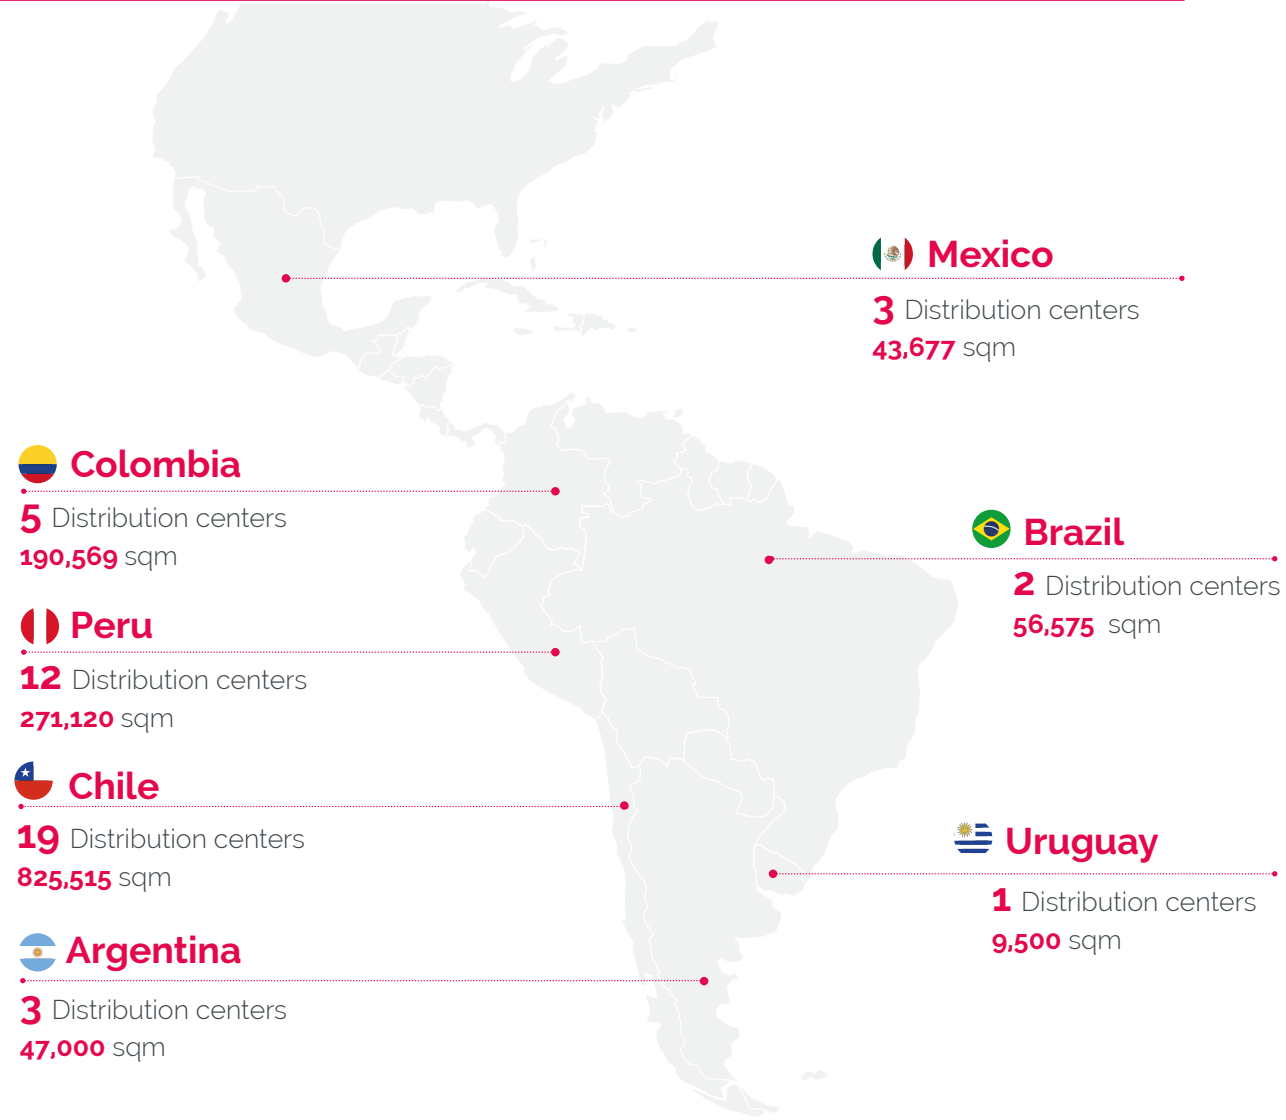 Mexico
3 Distribution centers
43,677 sqm
Colombia
5 Distribution centers
190,569 sqm
Brazil
2 Distribution centers
56,575 sqm
Peru
12 Distribution centers
271,120 sqm
Chile
19 Distribution centers
825,515 sqm
Uruguay
1 Distribution centers
9,500 sqm
Argentina
3 Distribution centers
47,000 sqm